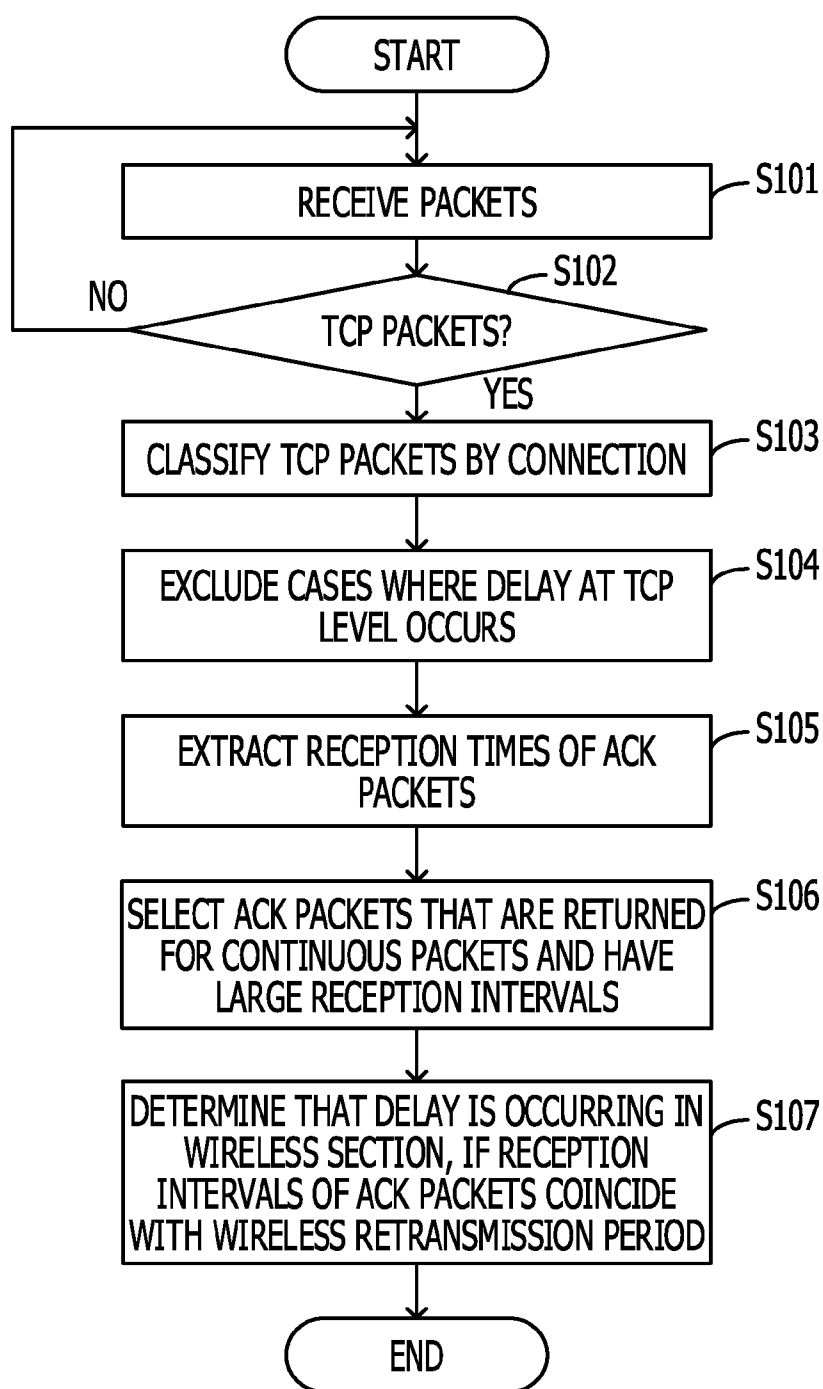 START
RECEIVE PACKETS
S101
S102
NO
TCP PACKETS?
YES
CLASSIFY TCP PACKETS BY CONNECTION
S103
EXCLUDE CASES WHERE DELAY AT TCP
LEVEL OCCURS
S104
EXTRACT RECEPTION TIMES OF ACK
PACKETS
S105
SELECT ACK PACKETS THAT ARE RETURNED
FOR CONTINUOUS PACKETS AND HAVE
LARGE RECEPTION INTERVALS
S106
DETERMINE THAT DELAY IS OCCURRING IN
WIRELESS SECTION, IF RECEPTION
INTERVALS OF ACK PACKETS COINCIDE
WITH WIRELESS RETRANSMISSION PERIOD
S107
END